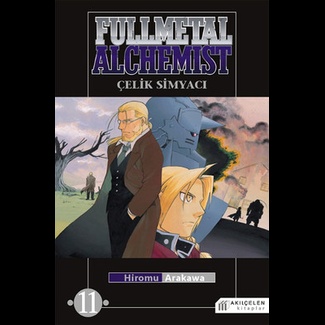 FULLMETAL
ALCHEMIST
ÇELİK SİMYACI
Hiromu Arakawa
11
AKILÇELEN
kitaplar